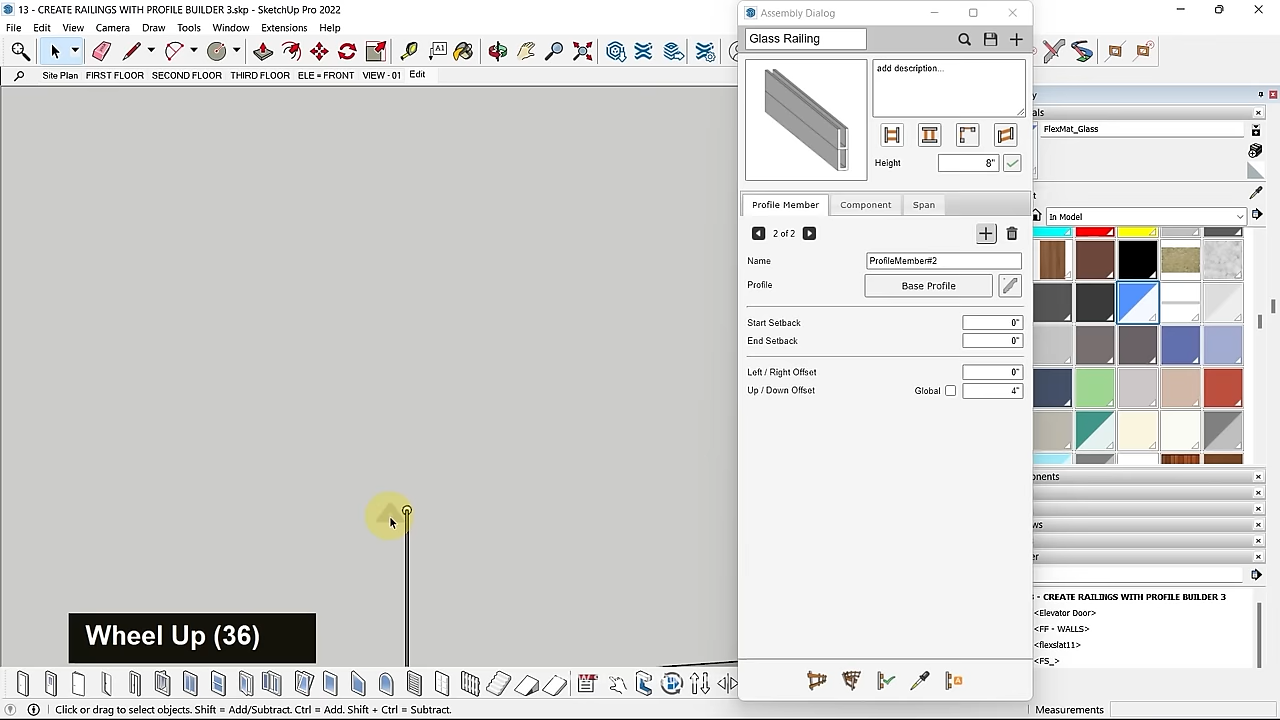 13 - CREATE RAILINGS WITH PROFILE BUILDER 3.skp - SketchUp Pro 2022
File Edit View Camera Draw Tools Window Extensions Help
Site Plan FIRST FLOOR SECOND FLOOR THIRD FLOOR ELE = FRONT VIEW - 01 Edit
Assembly Dialog
Glass Railing
add description...
Height 8"
Profile Member Component Span
2 of 2
Name ProfileMember#2
Profile Base Profile
Start Setback 0"
End Setback 0"
Left / Right Offset 0"
Up / Down Offset Global 4"
y
als
FlexMat_Glass
t
In Model
onents
ws
er
- CREATE RAILINGS WITH PROFILE BUILDER 3
<Elevator Door>
<FF - WALLS>
<flexslat11>
<FS_>
Wheel Up (36)
Click or drag to select objects. Shift = Add/Subtract. Ctrl = Add. Shift + Ctrl = Subtract.
Measurements